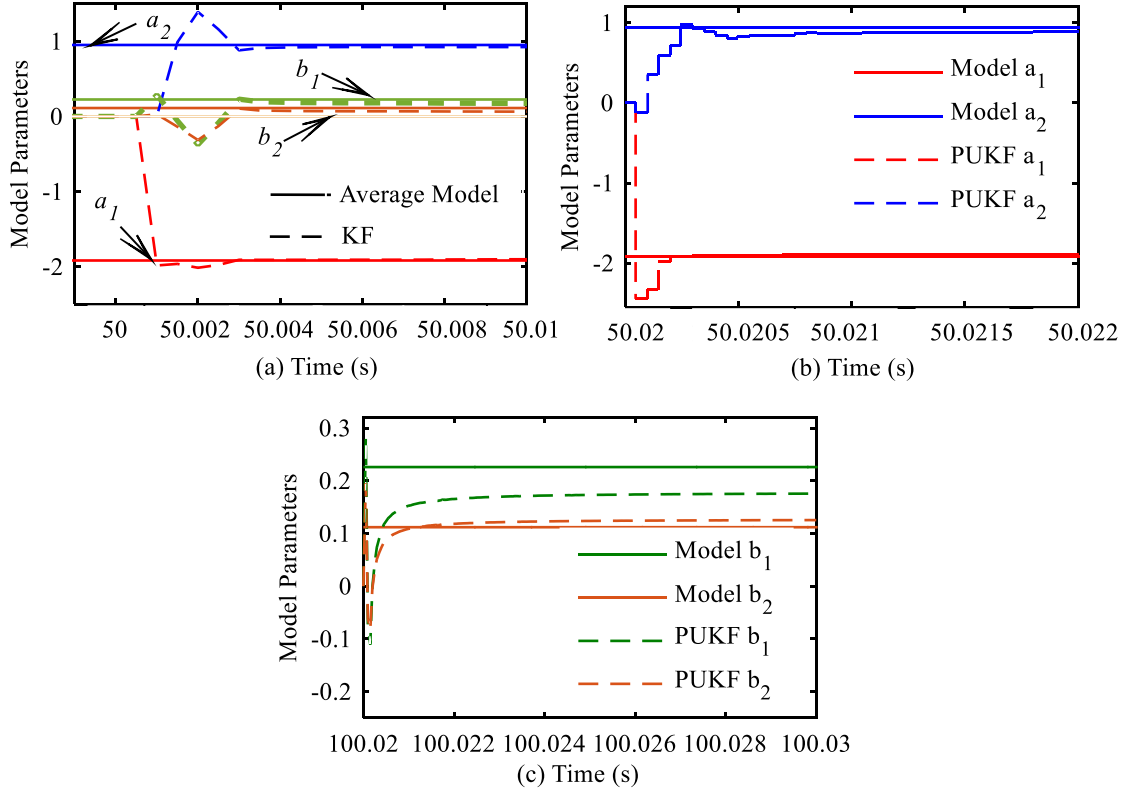 a2
1
b1
0
b2
Model Parameters
-1
a1
Average Model
KF
-2
50 50.002 50.004 50.006 50.008 50.01
(a) Time (s)
1
Model a1
Model a2
0
PUKF a1
PUKF a2
Model Parameters
-1
-2
50.02 50.0205 50.021 50.0215 50.022
(b) Time (s)
0.3
0.2
0.1
Model b1
Model b2
0
Model Parameters
PUKF b1
-0.1
PUKF b2
-0.2
100.02 100.022 100.024 100.026 100.028 100.03
(c) Time (s)